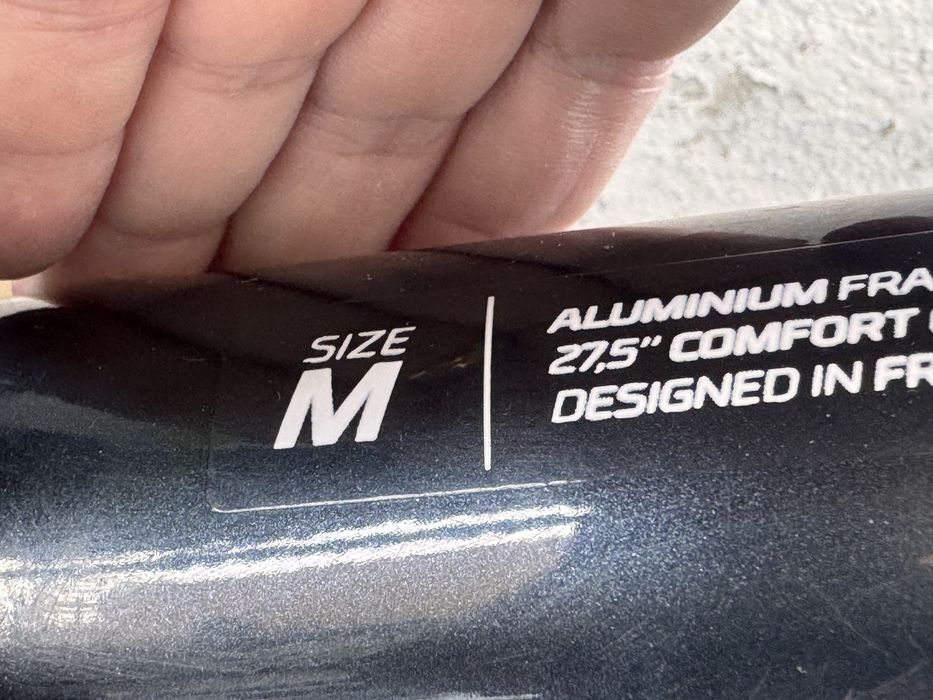 SIZE
M
ALUMINIUM FRA
27,5" COMFORT
DESIGNED IN FR